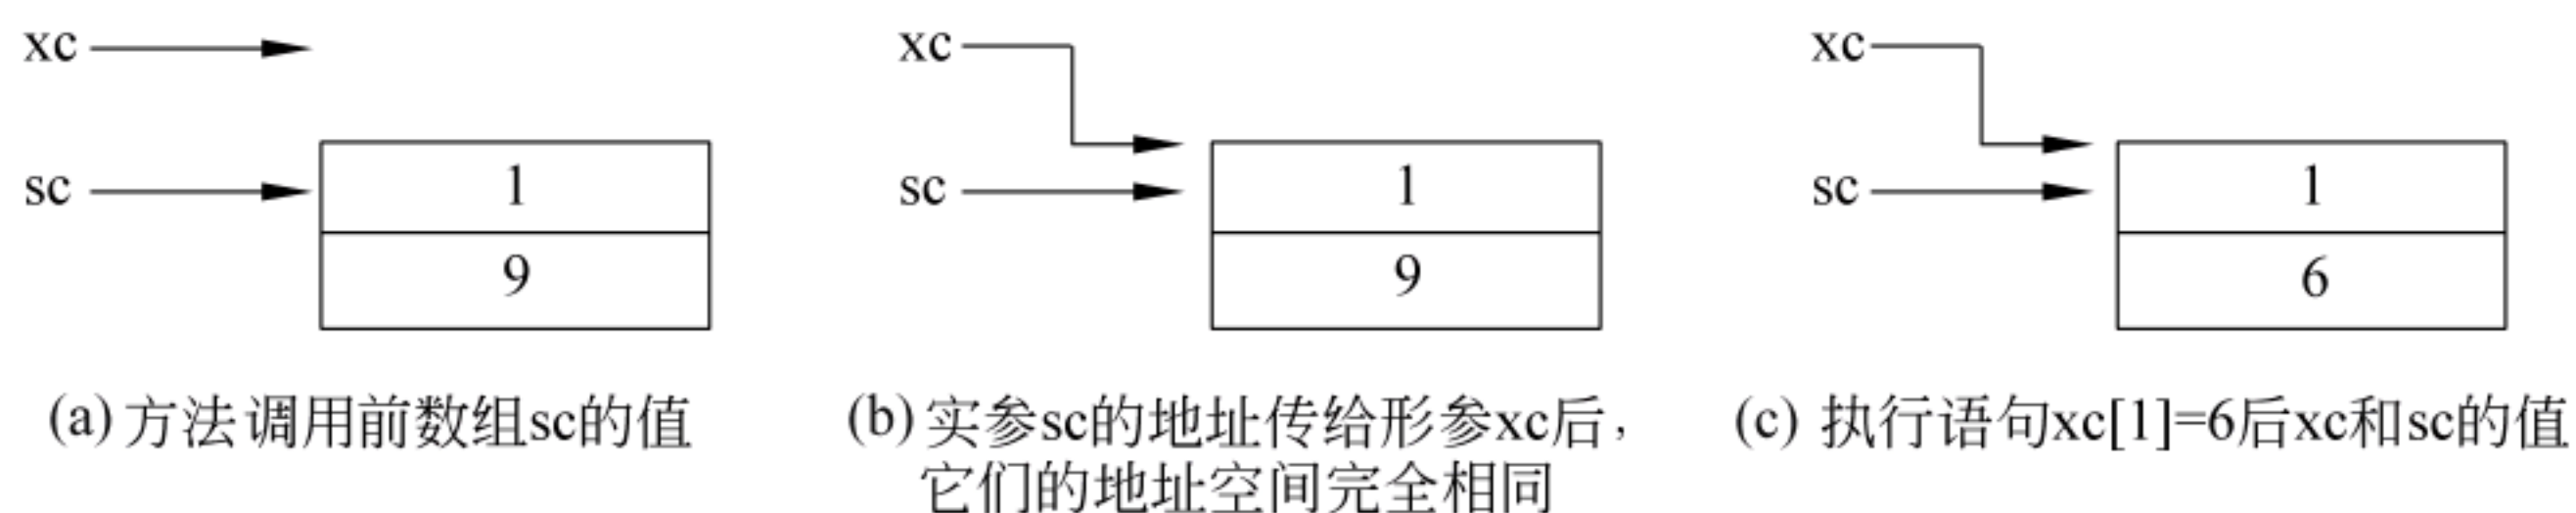 xc
xc
xc
sc
1
sc
1
sc
1
9
9
6
(a) 方法调用前数组sc的值
(b) 实参sc的地址传给形参xc后，
它们的地址空间完全相同
(c) 执行语句xc[1]=6后xc和sc的值